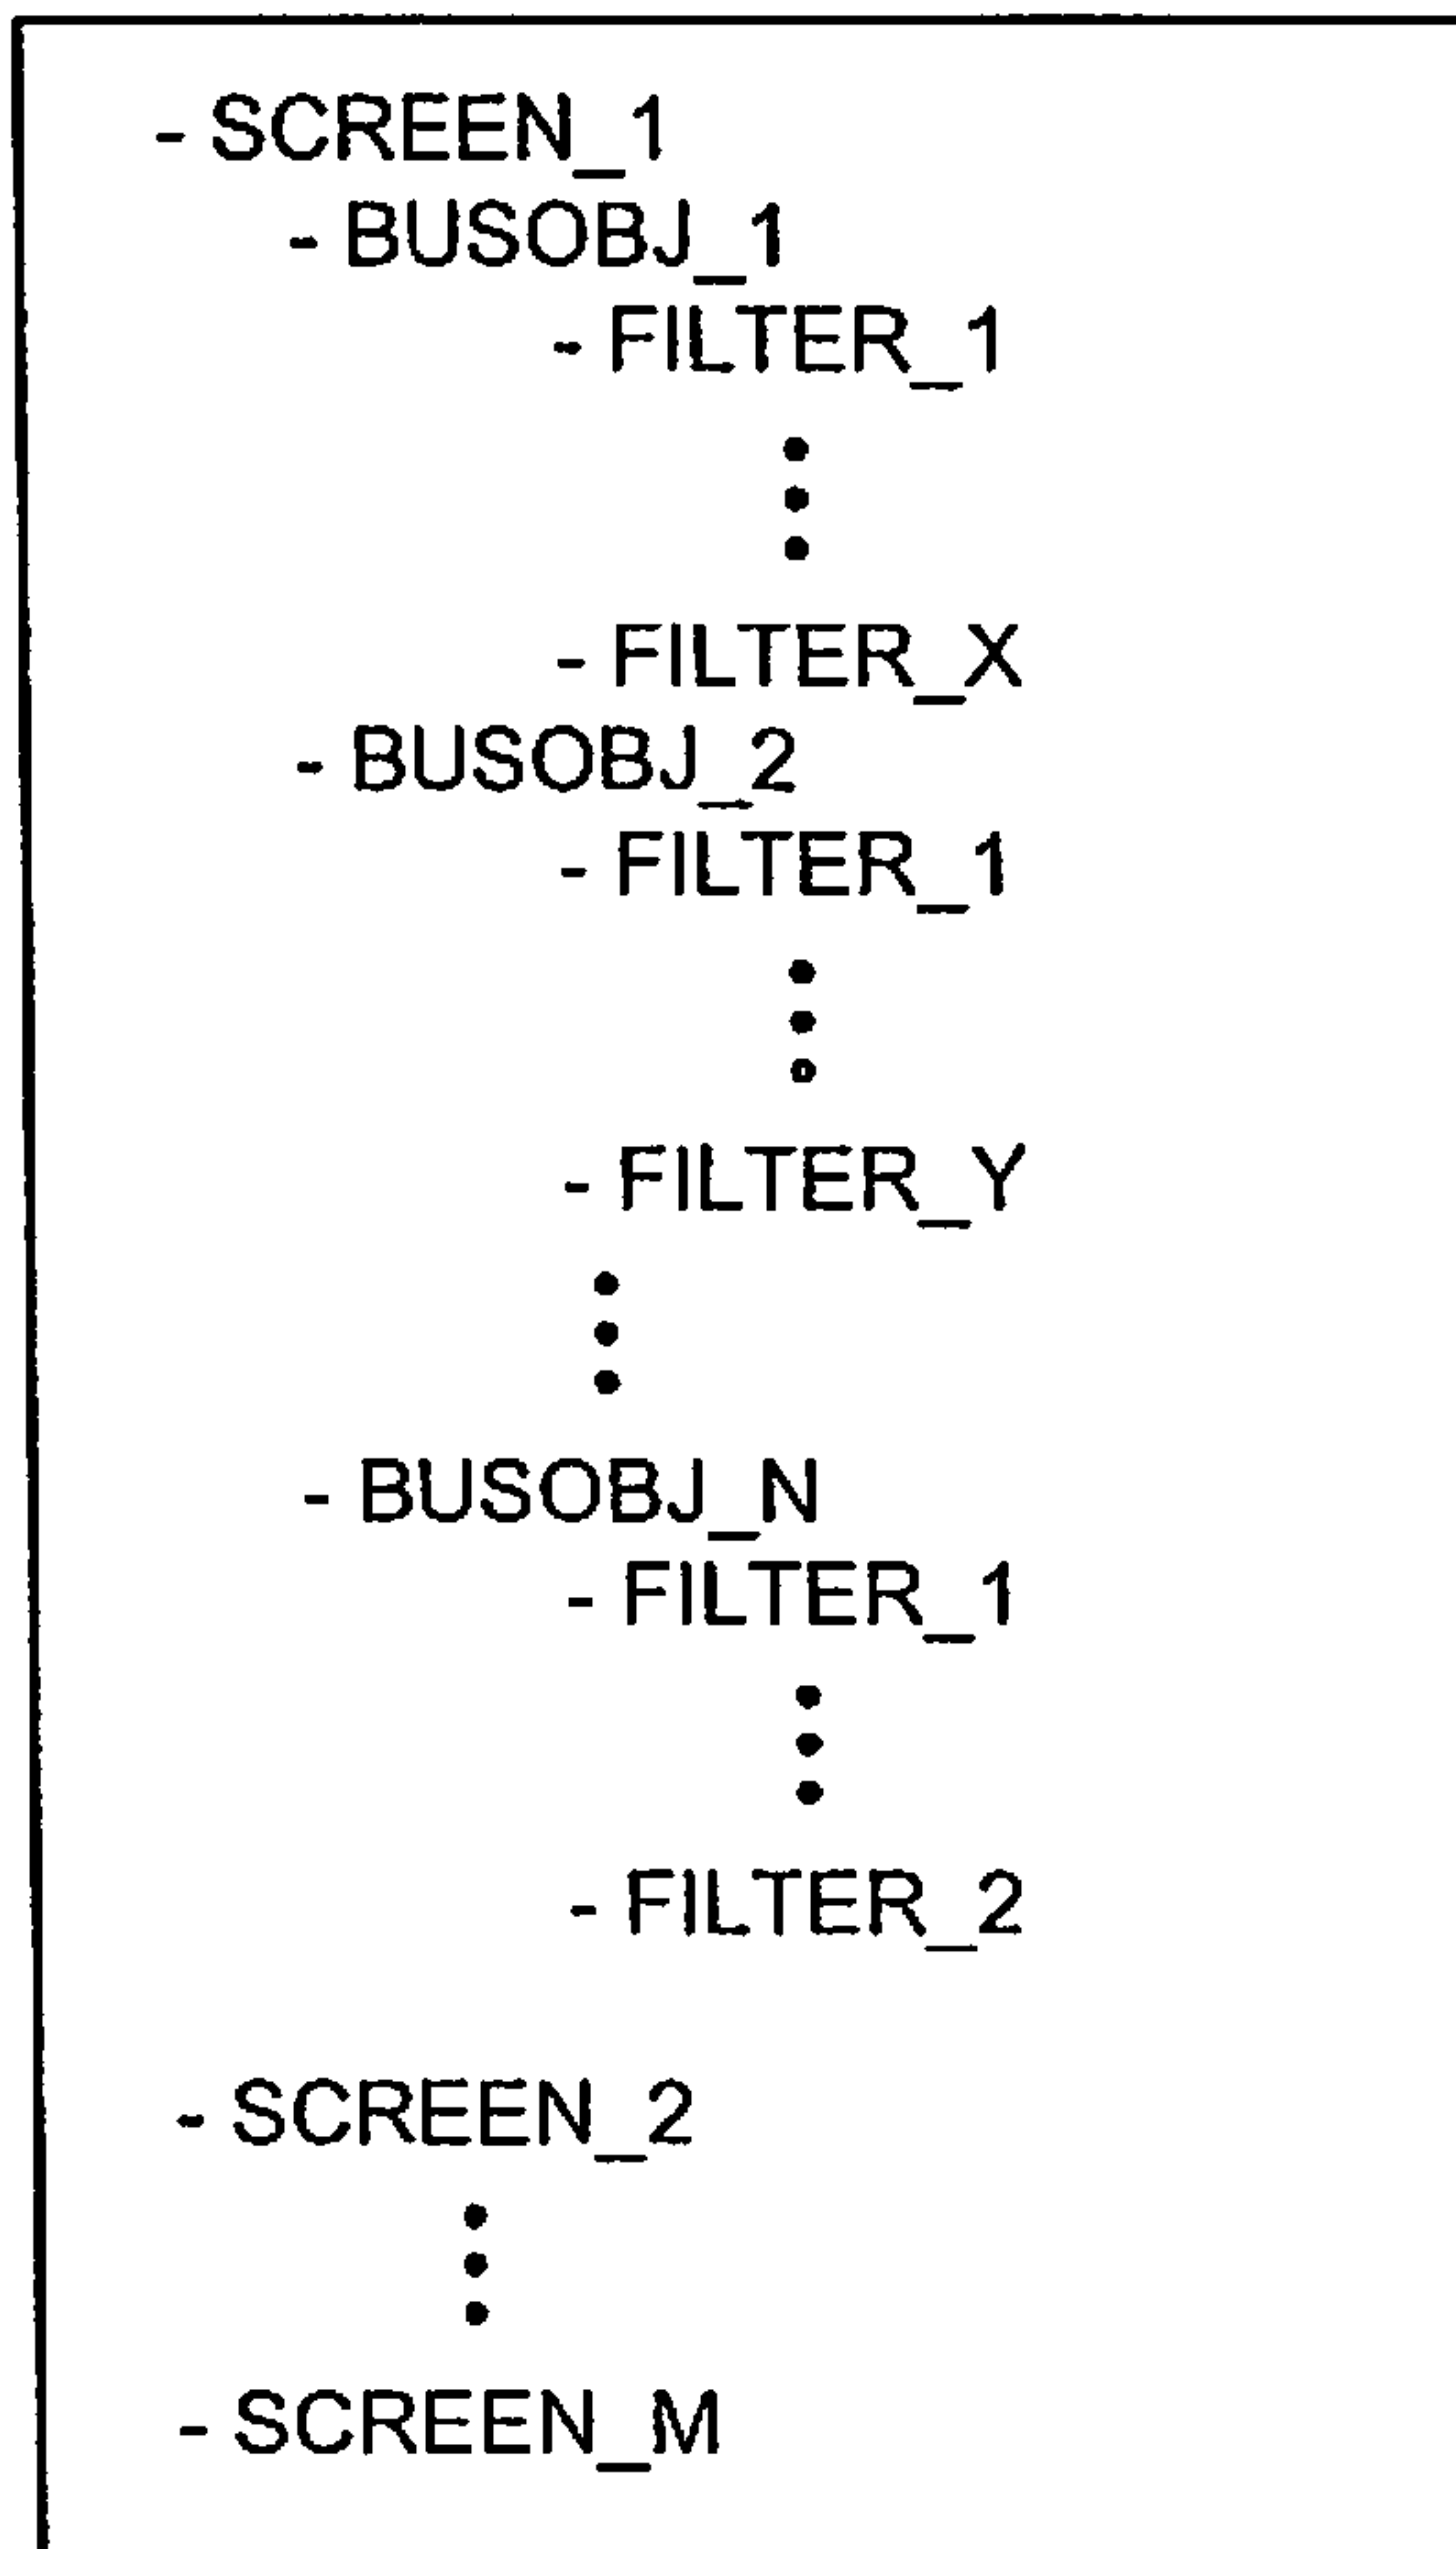 - SCREEN_1
- BUSOBJ_1
- FILTER_1
- FILTER_X
- BUSOBJ_2
- FILTER_1
- FILTER_Y
- BUSOBJ_N
- FILTER_1
- FILTER_2
- SCREEN_2
- SCREEN_M